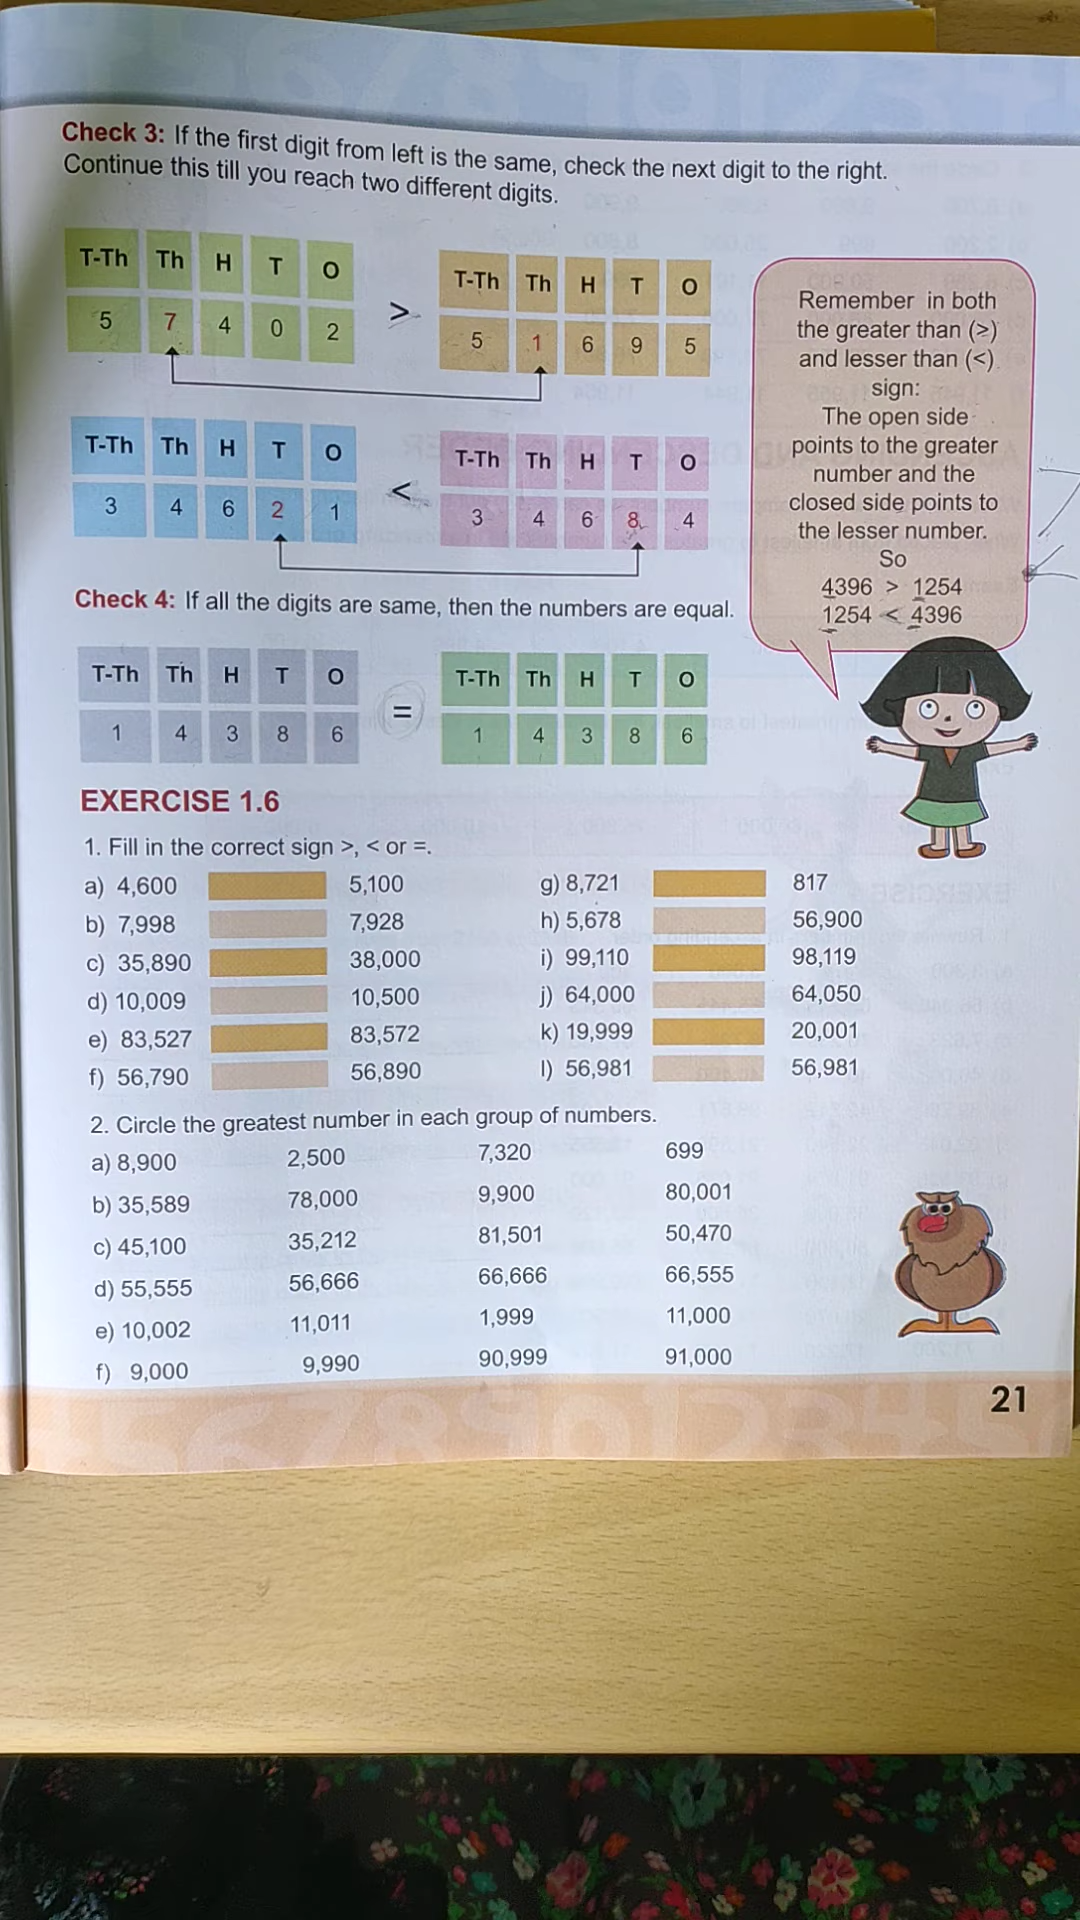 Check 3: If the first digit from left is the same, check the next digit to the right.
Continue this till you reach two different digits.
T-Th Th H T O
5 7 4 0 2
>
T-Th Th H T O
5 1 6 9 5
T-Th Th H T O
3 4 6 2 1
<
T-Th Th H T O
3 4 6 8 4
Remember in both
the greater than (>)
and lesser than (<)
sign:
The open side
points to the greater
number and the
closed side points to
the lesser number.
So
4396 > 1254
1254 < 4396
Check 4: If all the digits are same, then the numbers are equal.
T-Th Th H T O
1 4 3 8 6
=
T-Th Th H T O
1 4 3 8 6
EXERCISE 1.6
1. Fill in the correct sign >, < or =.
a) 4,600 5,100
b) 7,998 7,928
c) 35,890 38,000
d) 10,009 10,500
e) 83,527 83,572
f) 56,790 56,890
g) 8,721 817
h) 5,678 56,900
i) 99,110 98,119
j) 64,000 64,050
k) 19,999 20,001
l) 56,981 56,981
2. Circle the greatest number in each group of numbers.
a) 8,900 2,500 7,320 699
b) 35,589 78,000 9,900 80,001
c) 45,100 35,212 81,501 50,470
d) 55,555 56,666 66,666 66,555
e) 10,002 11,011 1,999 11,000
f) 9,000 9,990 90,999 91,000
21